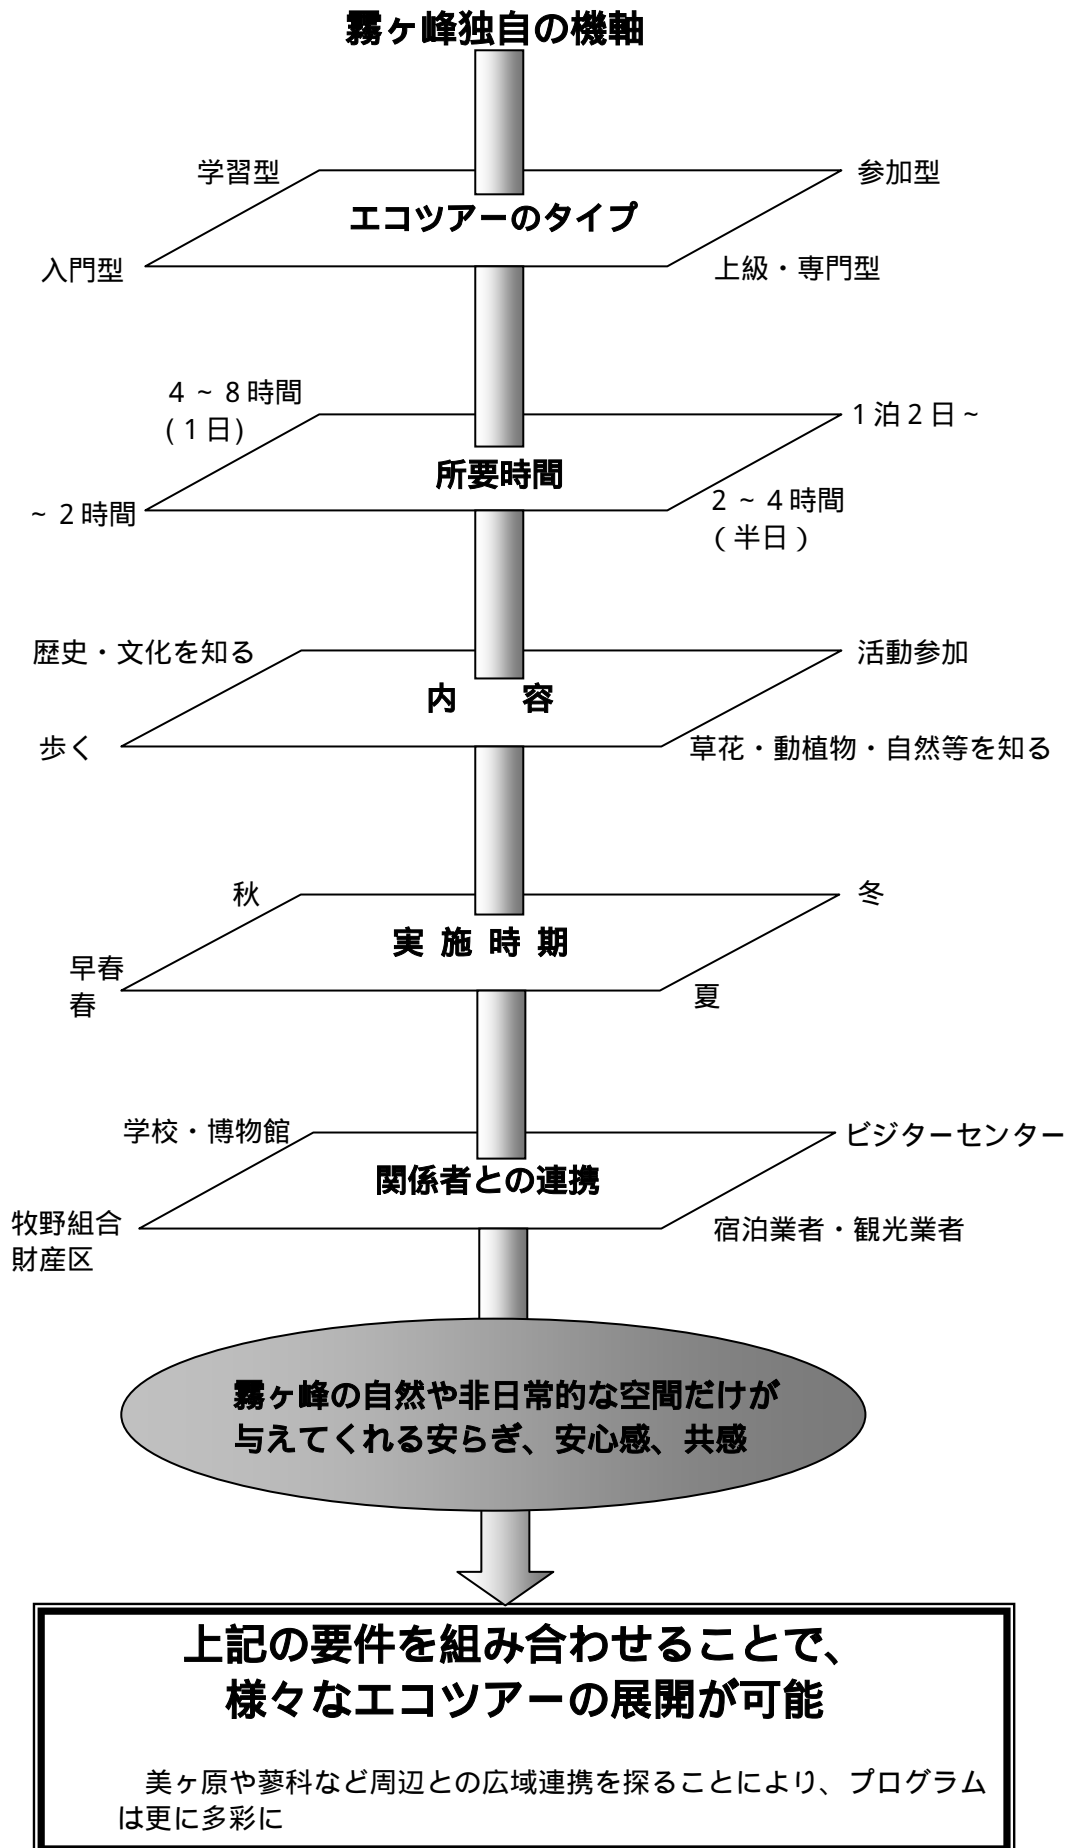 霧ヶ峰独自の機軸
学習型
参加型
エコツアーのタイプ
入門型
上級・専門型
4 ~ 8時間
(1日)
1泊2日~
所要時間
~ 2時間
2 ~ 4時間
(半日)
歴史・文化を知る
活動参加
内 容
歩く
草花・動植物・自然等を知る
秋
冬
実 施 時 期
早春
春
夏
学校・博物館
ビジターセンター
関係者との連携
牧野組合
財産区
宿泊業者・観光業者
霧ヶ峰の自然や非日常的な空間だけが
与えてくれる安らぎ、安心感、共感
上記の要件を組み合わせることで、
様々なエコツアーの展開が可能
美ヶ原や蓼科など周辺との広域連携を探ることにより、プログラム
は更に多彩に